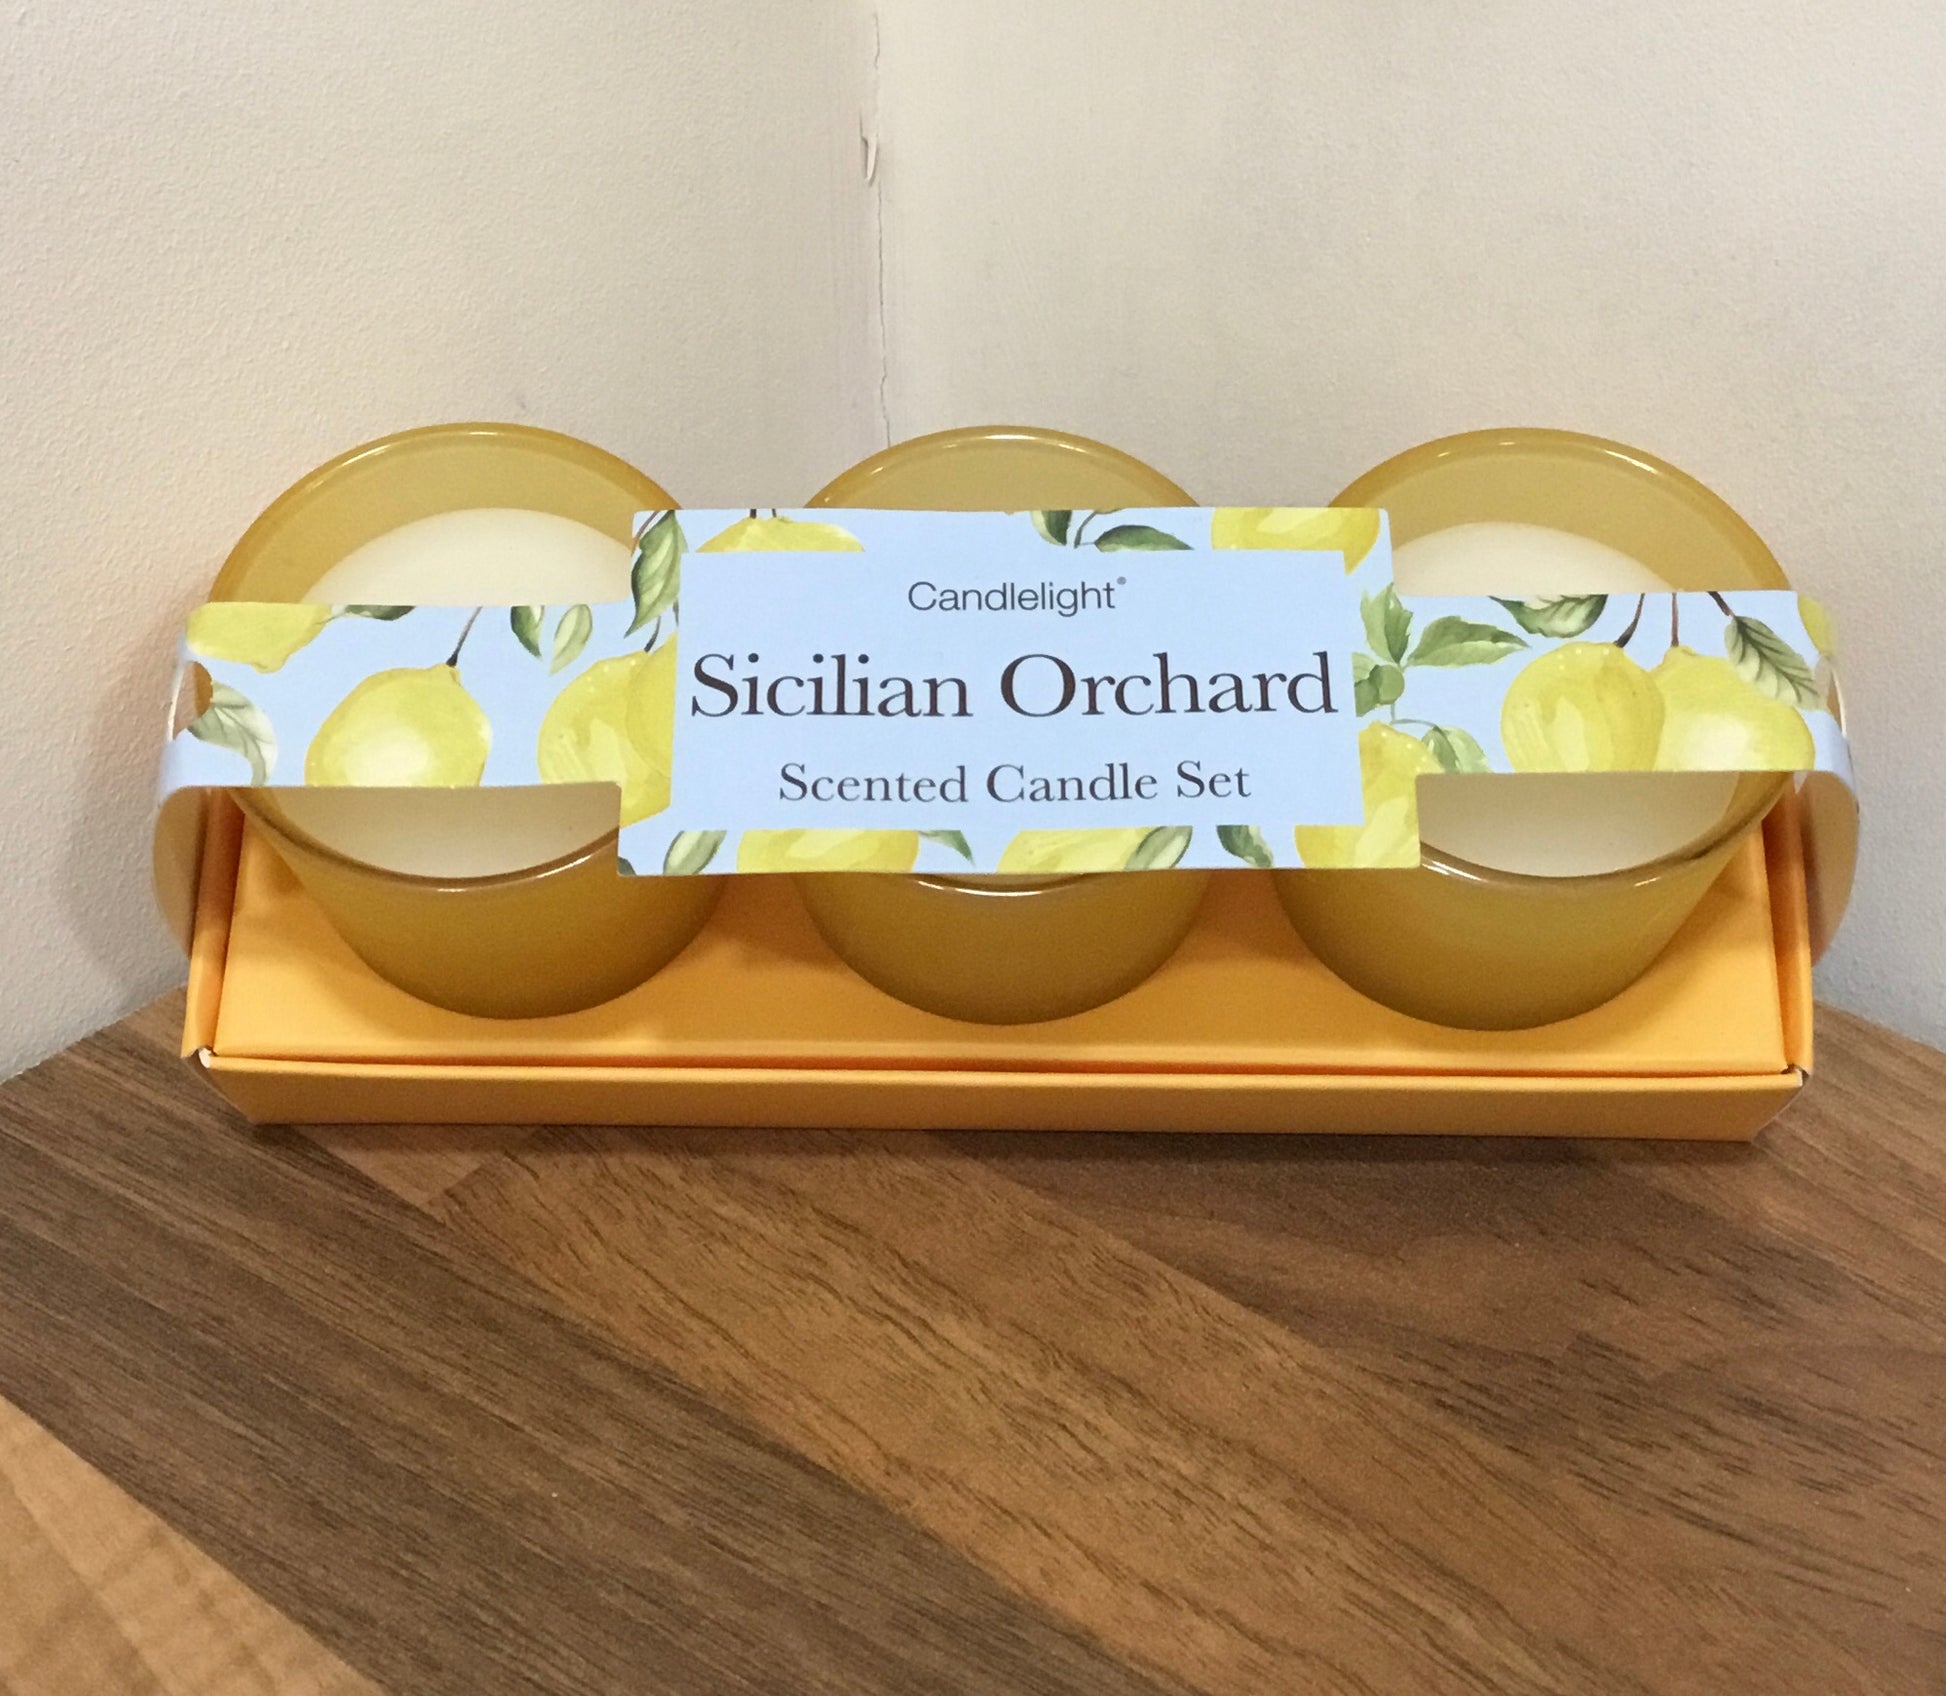 Candlelight®
Sicilian Orchard
Scented Candle Set